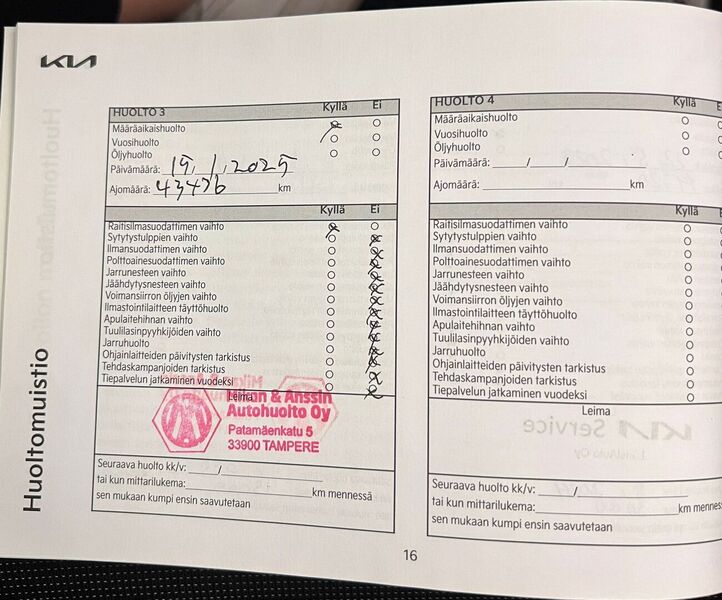 KIA
Huoltomuistio
HUOLTO 3 Kyllä Ei
Määräaikaishuolto
Vuosihuolto
Öljyhuolto
Päivämäärä: 15, 1, 2025
Ajomäärä: 43476 km
Kyllä Ei
Raitisilmasuodattimen vaihto
Sytytystulppien vaihto
Ilmansuodattimen vaihto
Polttoainesuodattimen vaihto
Jarrunesteen vaihto
Jäähdytysnesteen vaihto
Voimansiirron öljyjen vaihto
Ilmastointilaitteen täyttöhuolto
Apulaitehihnan vaihto
Tuulilasinpyyhkijöiden vaihto
Jarruhuolto
Ohjainlaitteiden päivitysten tarkistus
Tehdaskampanjoiden tarkistus
Tiepalvelun jatkaminen vuodeksi
Leima
& Anssin
Autohuolto Oy
Patamäenkatu 5
33900 TAMPERE
Seuraava huolto kk/v: /
tai kun mittarilukema: km mennessä
sen mukaan kumpi ensin saavutetaan
HUOLTO 4 Kyllä E
Määräaikaishuolto
Vuosihuolto
Öljyhuolto
Päivämäärä: / /
Ajomäärä: km
Kyllä E
Raitisilmasuodattimen vaihto
Sytytystulppien vaihto
Ilmansuodattimen vaihto
Polttoainesuodattimen vaihto
Jarrunesteen vaihto
Jäähdytysnesteen vaihto
Voimansiirron öljyjen vaihto
Ilmastointilaitteen täyttöhuolto
Apulaitehihnan vaihto
Tuulilasinpyyhkijöiden vaihto
Jarruhuolto
Ohjainlaitteiden päivitysten tarkistus
Tehdaskampanjoiden tarkistus
Tiepalvelun jatkaminen vuodeksi
Leima
Seuraava huolto kk/v: /
tai kun mittarilukema: km menness
sen mukaan kumpi ensin saavutetaan
16